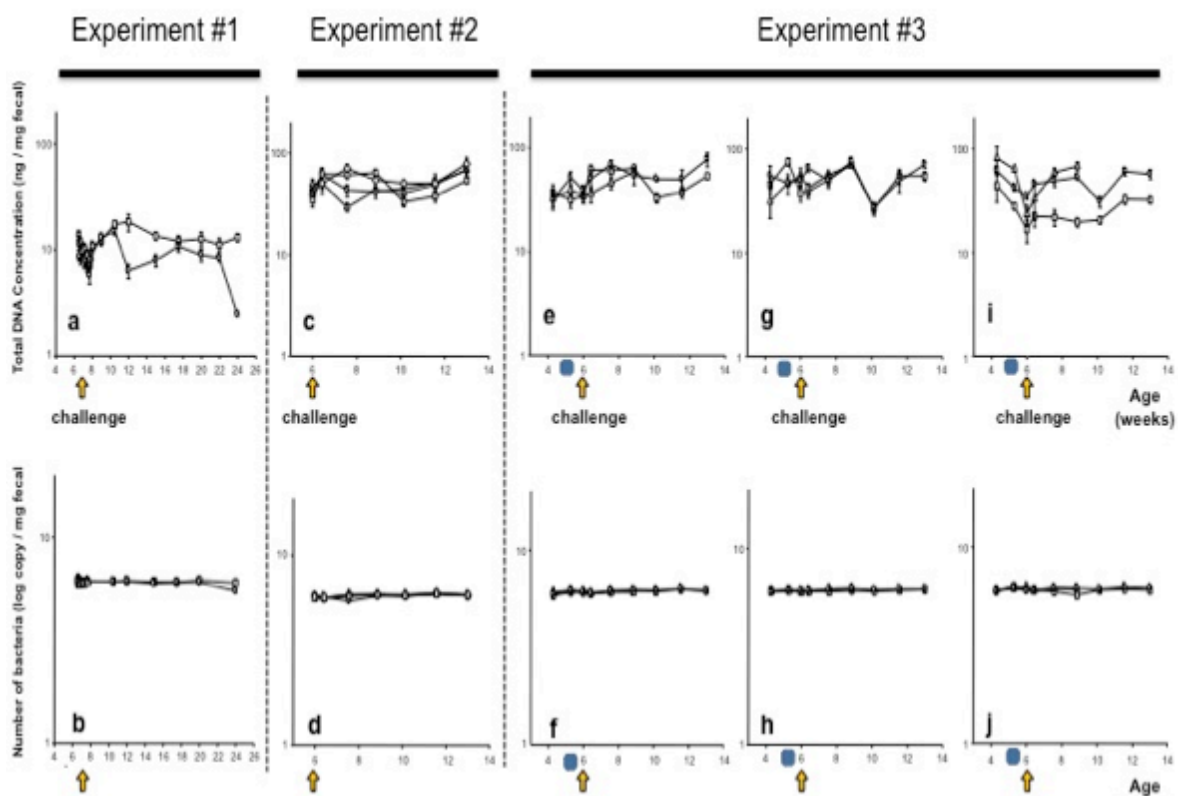 Experiment #1 Experiment #2 Experiment #3
Total DNA Concentration (ng / mg fecal)
100 10 1
100 10 1
100 10 1
100 10 1
100 10 1
a c e g i
4 6 8 10 12 14 16 18 20 22 24 26
6 8 10 12 14
4 6 8 10 12 14
4 6 8 10 12 14
4 6 8 10 12 14
challenge challenge challenge challenge challenge
Age
(weeks)
Number of bacteria (log copy / mg fecal)
10 1
10 1
10 1
10 1
10 1
b d f h j
4 6 8 10 12 14 16 18 20 22 24 26
6 8 10 12 14
4 6 8 10 12 14
4 6 8 10 12 14
4 6 8 10 12 14
Age